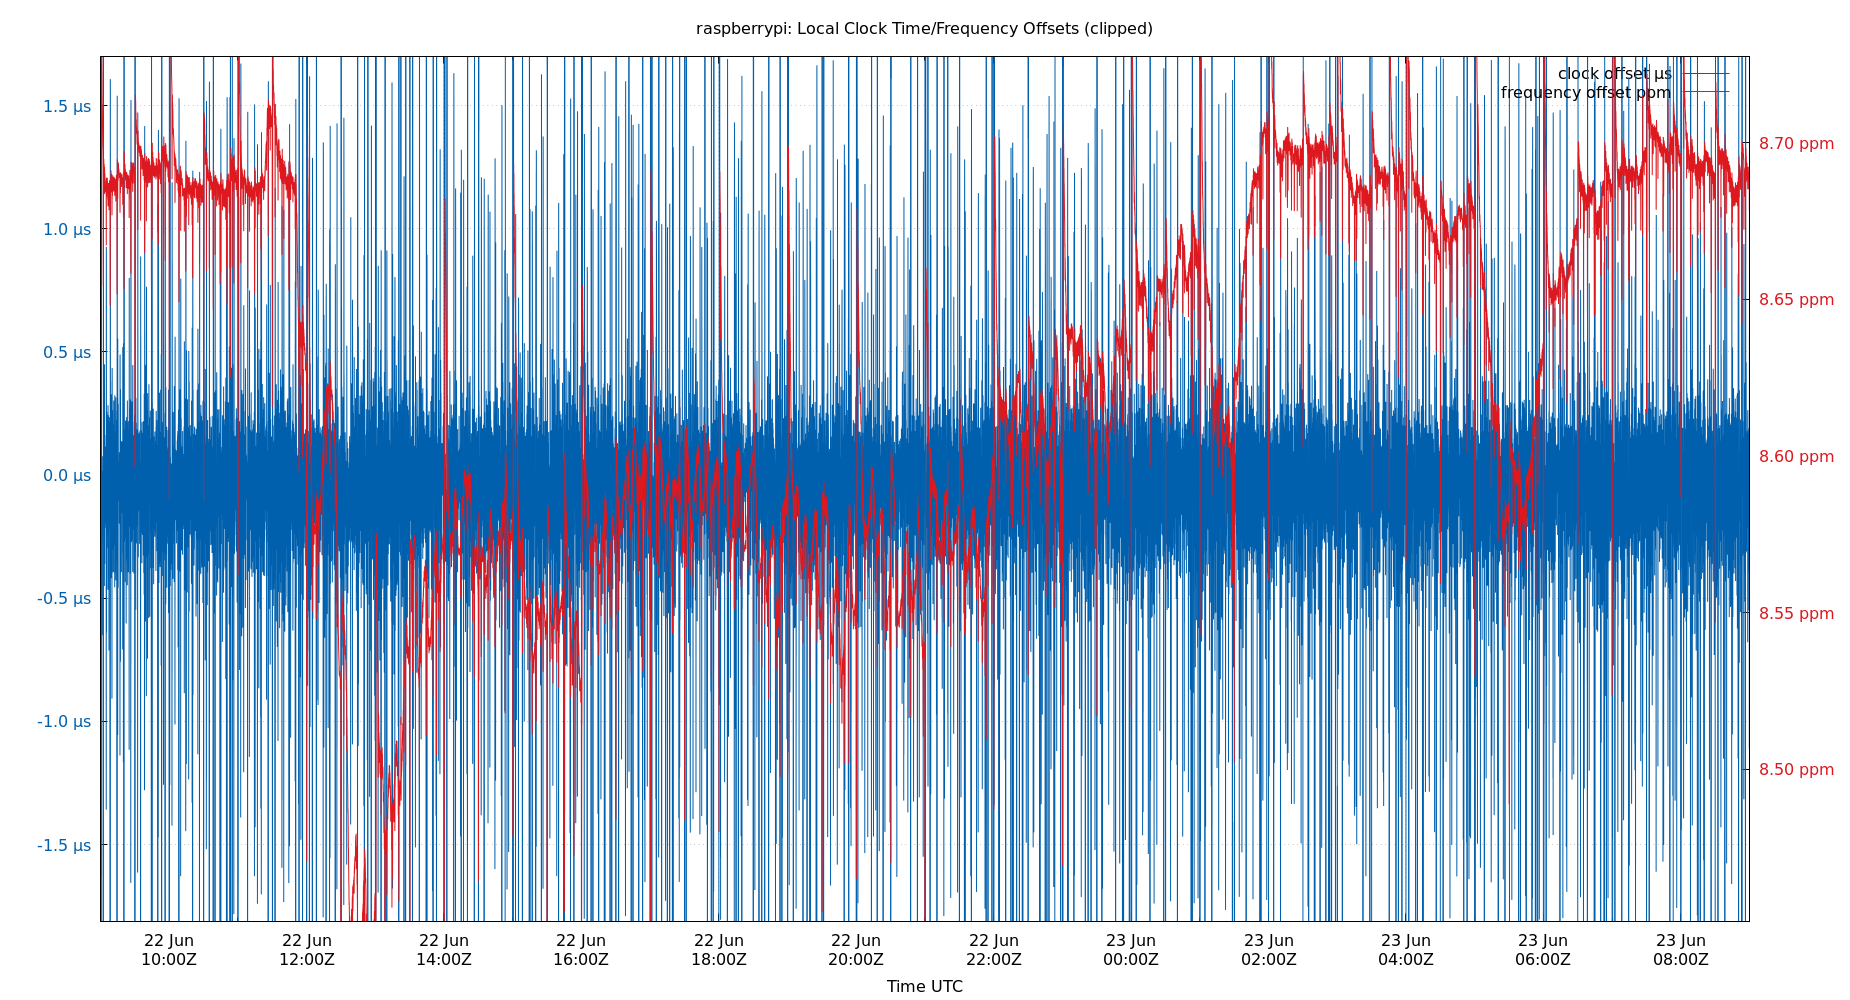 raspberrypi: Local Clock Time/Frequency Offsets (clipped)
clock offset µs
frequency offset ppm
1.5 µs
1.0 µs
0.5 µs
0.0 µs
-0.5 µs
-1.0 µs
-1.5 µs
8.70 ppm
8.65 ppm
8.60 ppm
8.55 ppm
8.50 ppm
22 Jun 22 Jun 22 Jun 22 Jun 22 Jun 22 Jun 22 Jun 23 Jun 23 Jun 23 Jun 23 Jun 23 Jun
10:00Z 12:00Z 14:00Z 16:00Z 18:00Z 20:00Z 22:00Z 00:00Z 02:00Z 04:00Z 06:00Z 08:00Z
Time UTC